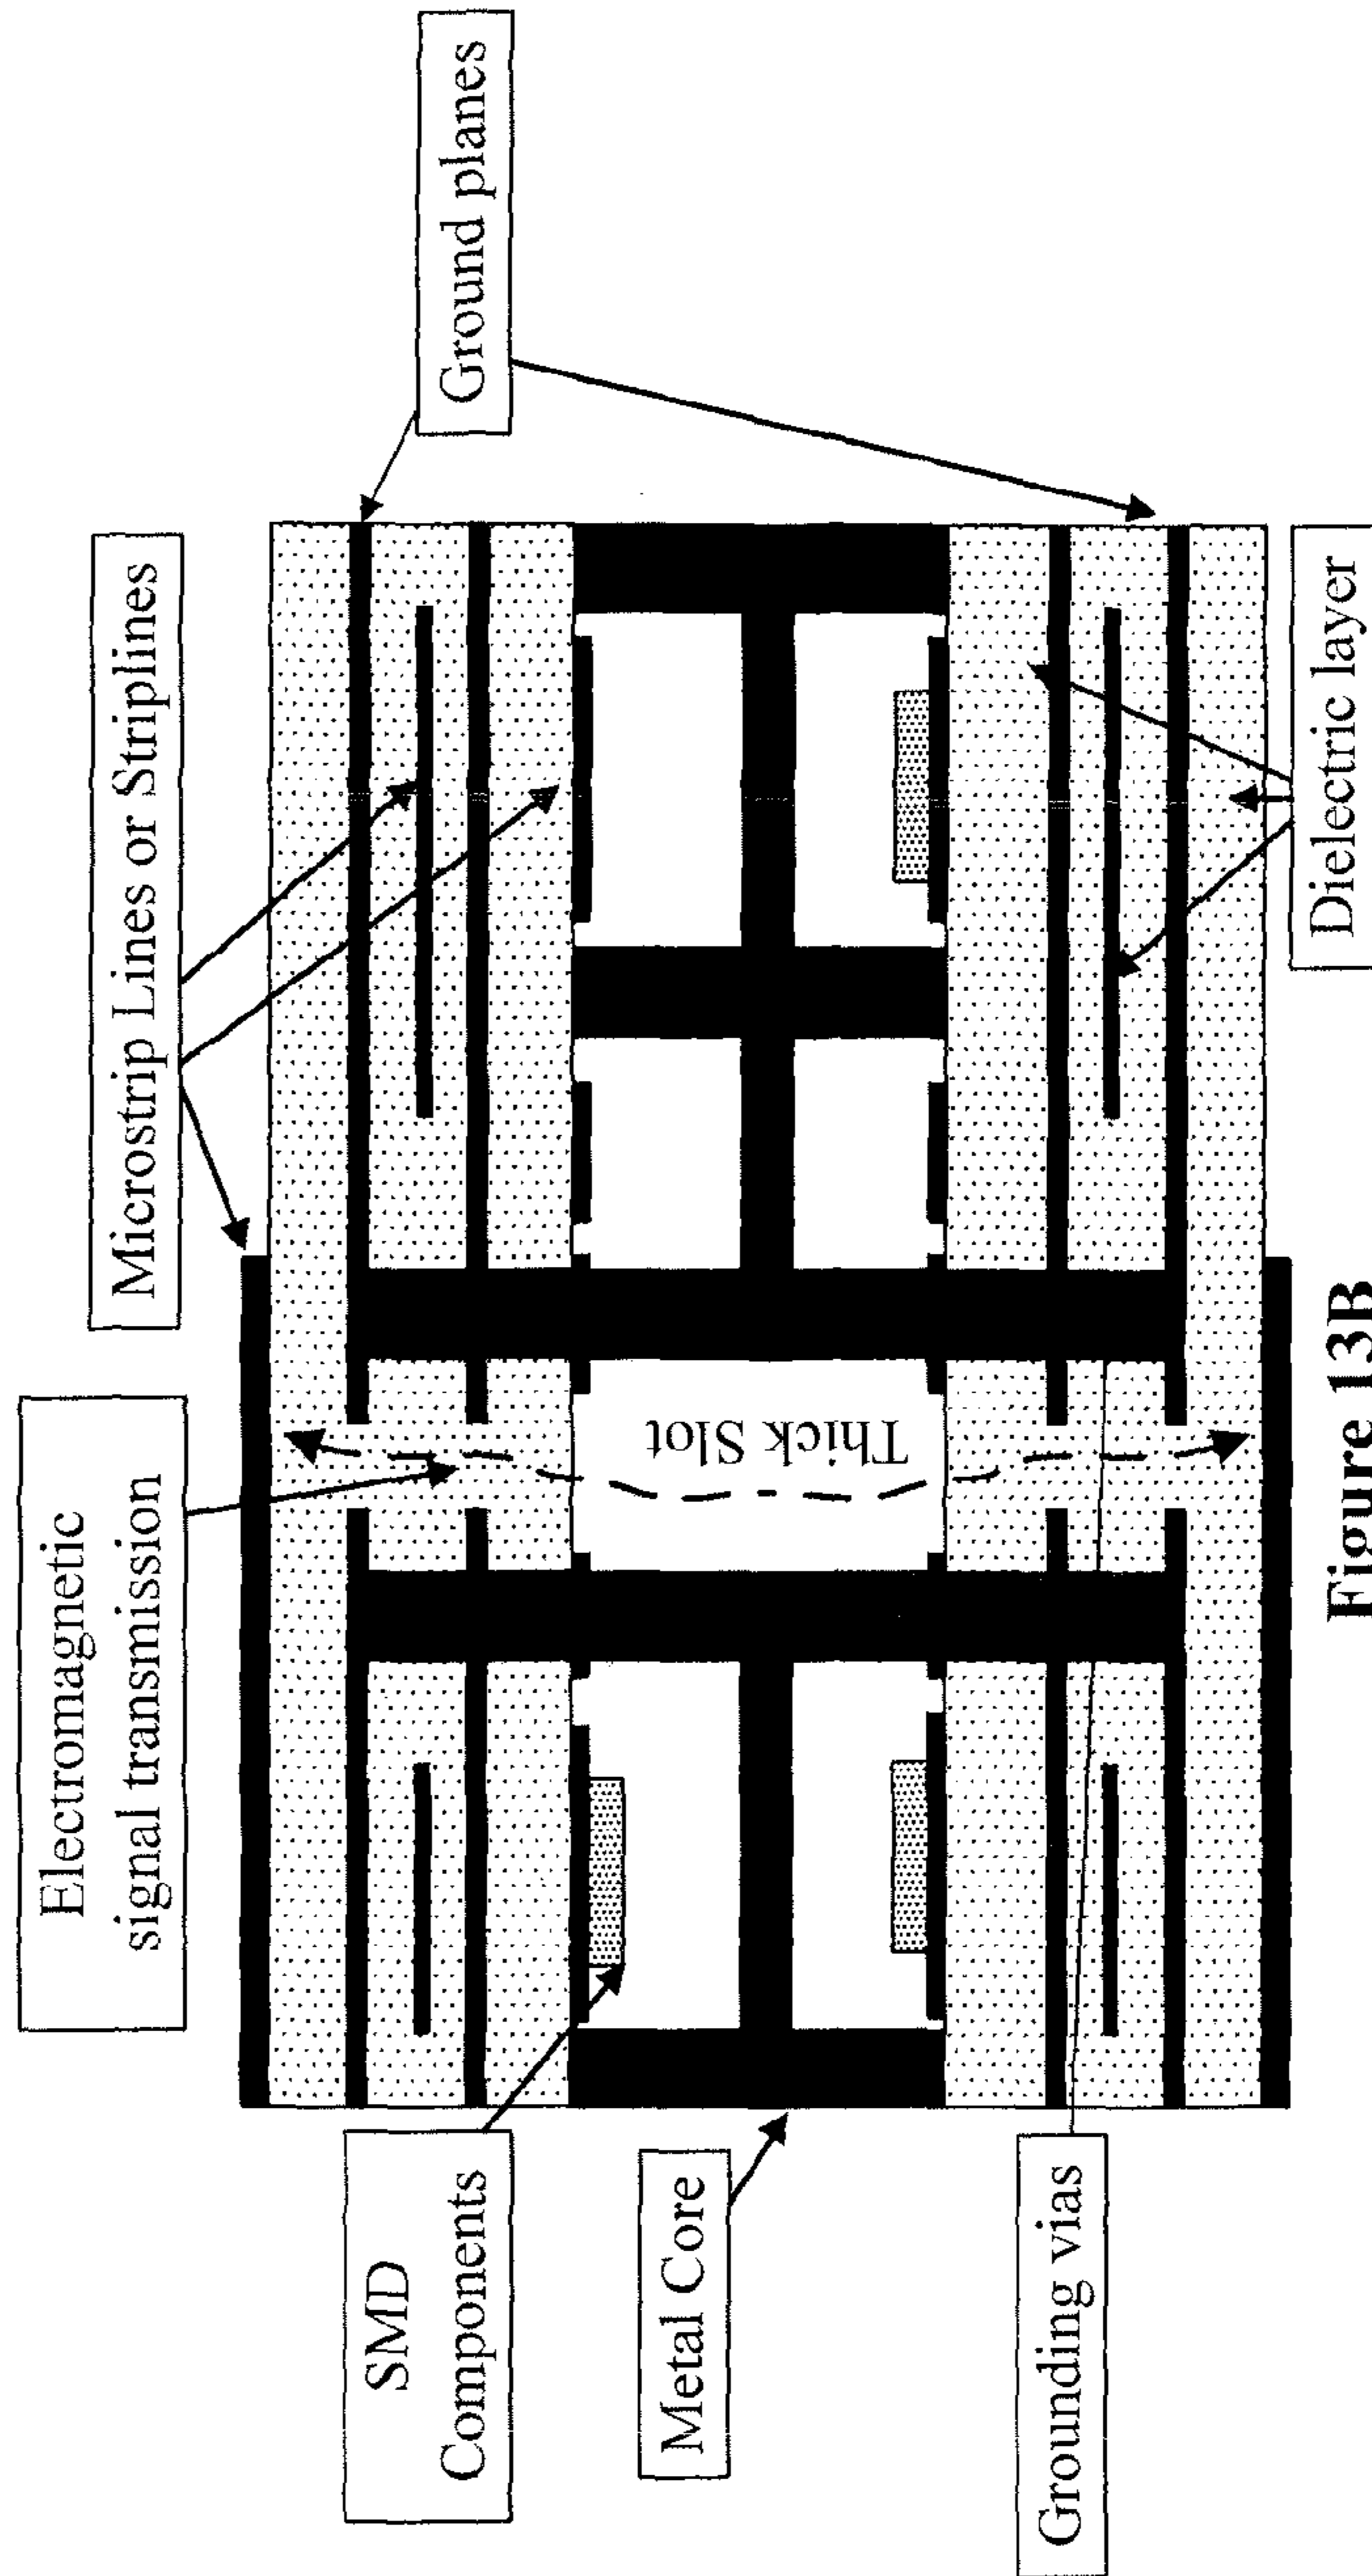 Electromagnetic
signal transmission
Microstrip Lines or Striplines
Ground planes
SMD
Components
Metal Core
Thick Slot
Grounding vias
Dielectric layer
Figure 13B